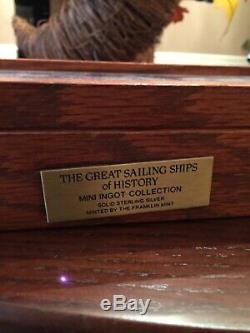 THE GREAT SAILING SHIPS
of HISTORY
MINI INGOT COLLECTION
SOLID STERLING SILVER
MINTED BY THE FRANKLIN MINT